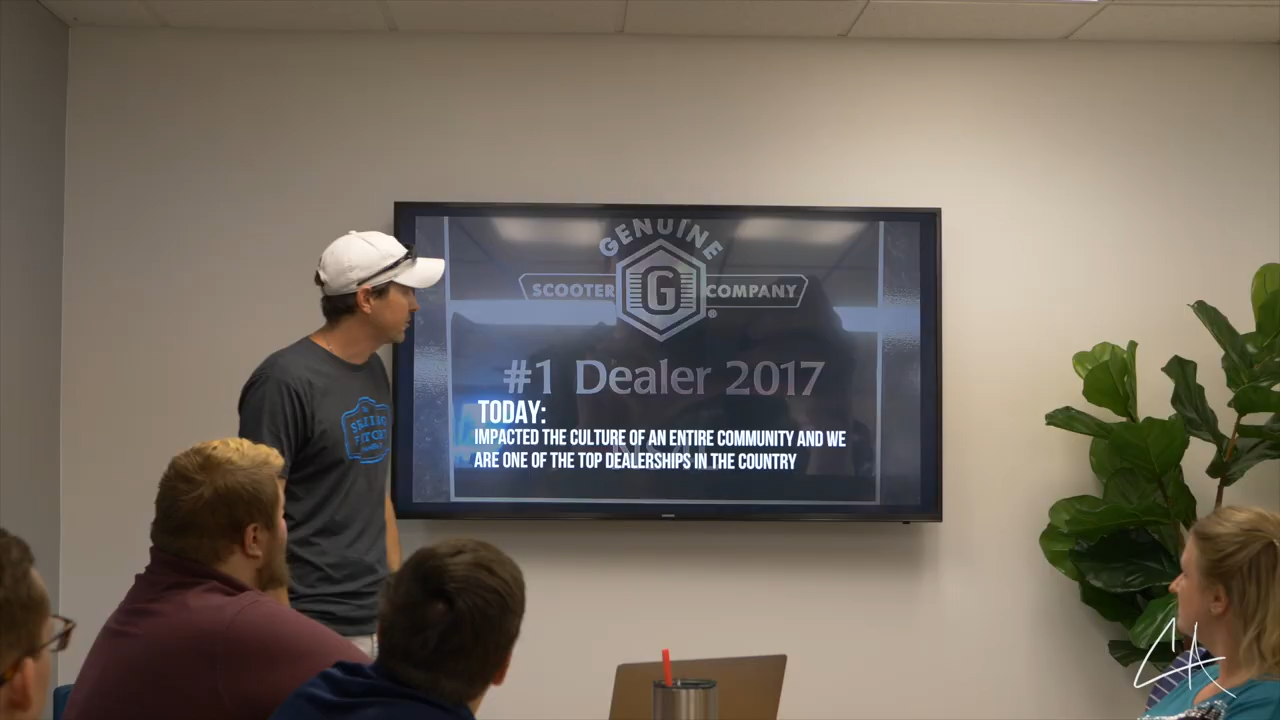 GENUINE
SCOOTER G COMPANY®
#1 Dealer 2017
TODAY:
IMPACTED THE CULTURE OF AN ENTIRE COMMUNITY AND WE
ARE ONE OF THE TOP DEALERSHIPS IN THE COUNTRY